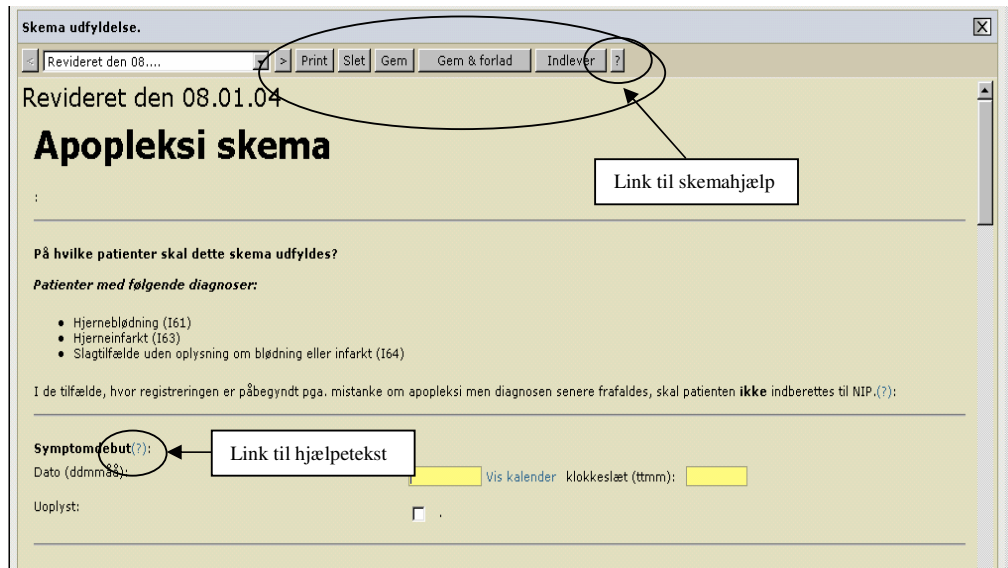 Skema udfyldelse.
< Revideret den 08.... > Print Slet Gem Gem & forlad Indlever ?
Revideret den 08.01.04
Apopleksi skema
Link til skemahjælp
:
På hvilke patienter skal dette skema udfyldes?
Patienter med følgende diagnoser:
• Hjerneblødning (I61)
• Hjerneinfarkt (I63)
• Slagtilfælde uden oplysning om blødning eller infarkt (I64)
I de tilfælde, hvor registreringen er påbegyndt pga. mistanke om apopleksi men diagnosen senere frafaldes, skal patienten ikke indberettes til NIP.(?):
Symptomdebut(?):
Link til hjælpetekst
Dato (ddmmåå): Vis kalender klokkeslæt (ttmm):
Uoplyst: .